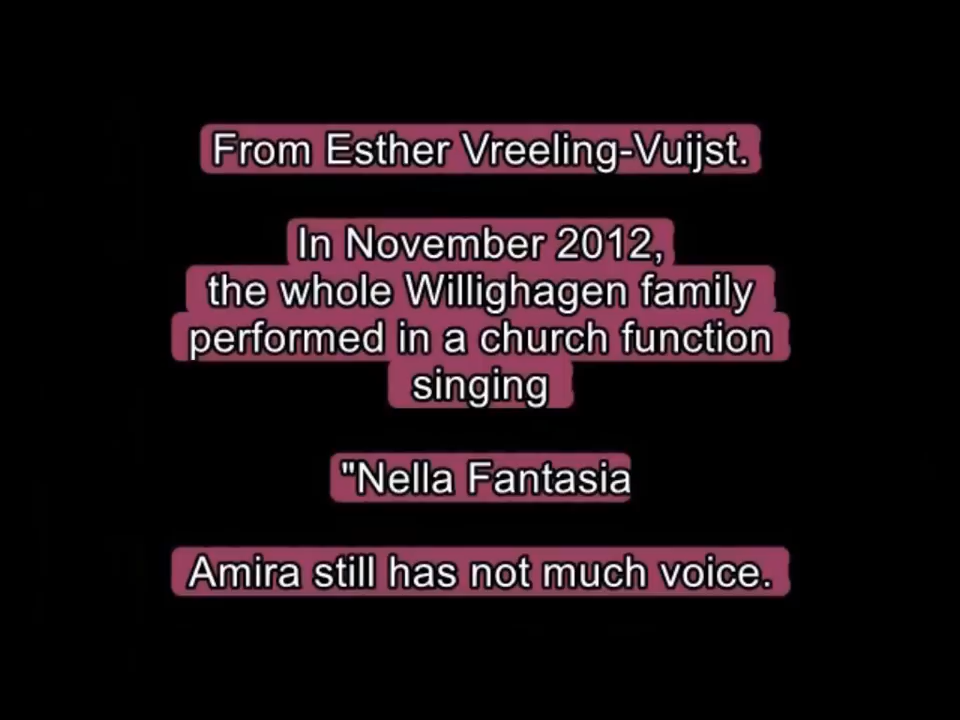 From Esther Vreeling-Vuijst.
In November 2012,
the whole Willighagen family
performed in a church function
singing
"Nella Fantasia
Amira still has not much voice.